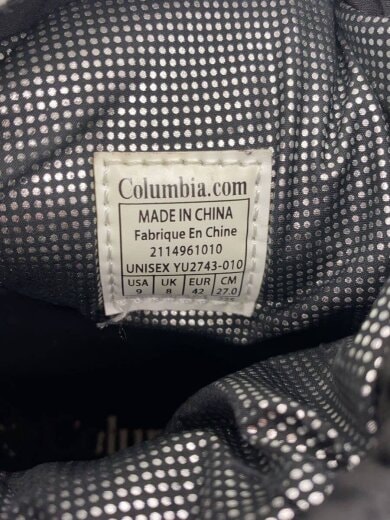 Columbia.com
MADE IN CHINA
Fabrique En Chine
2114961010
UNISEX YU2743-010
USA UK EUR CM
9 8 42 27.0